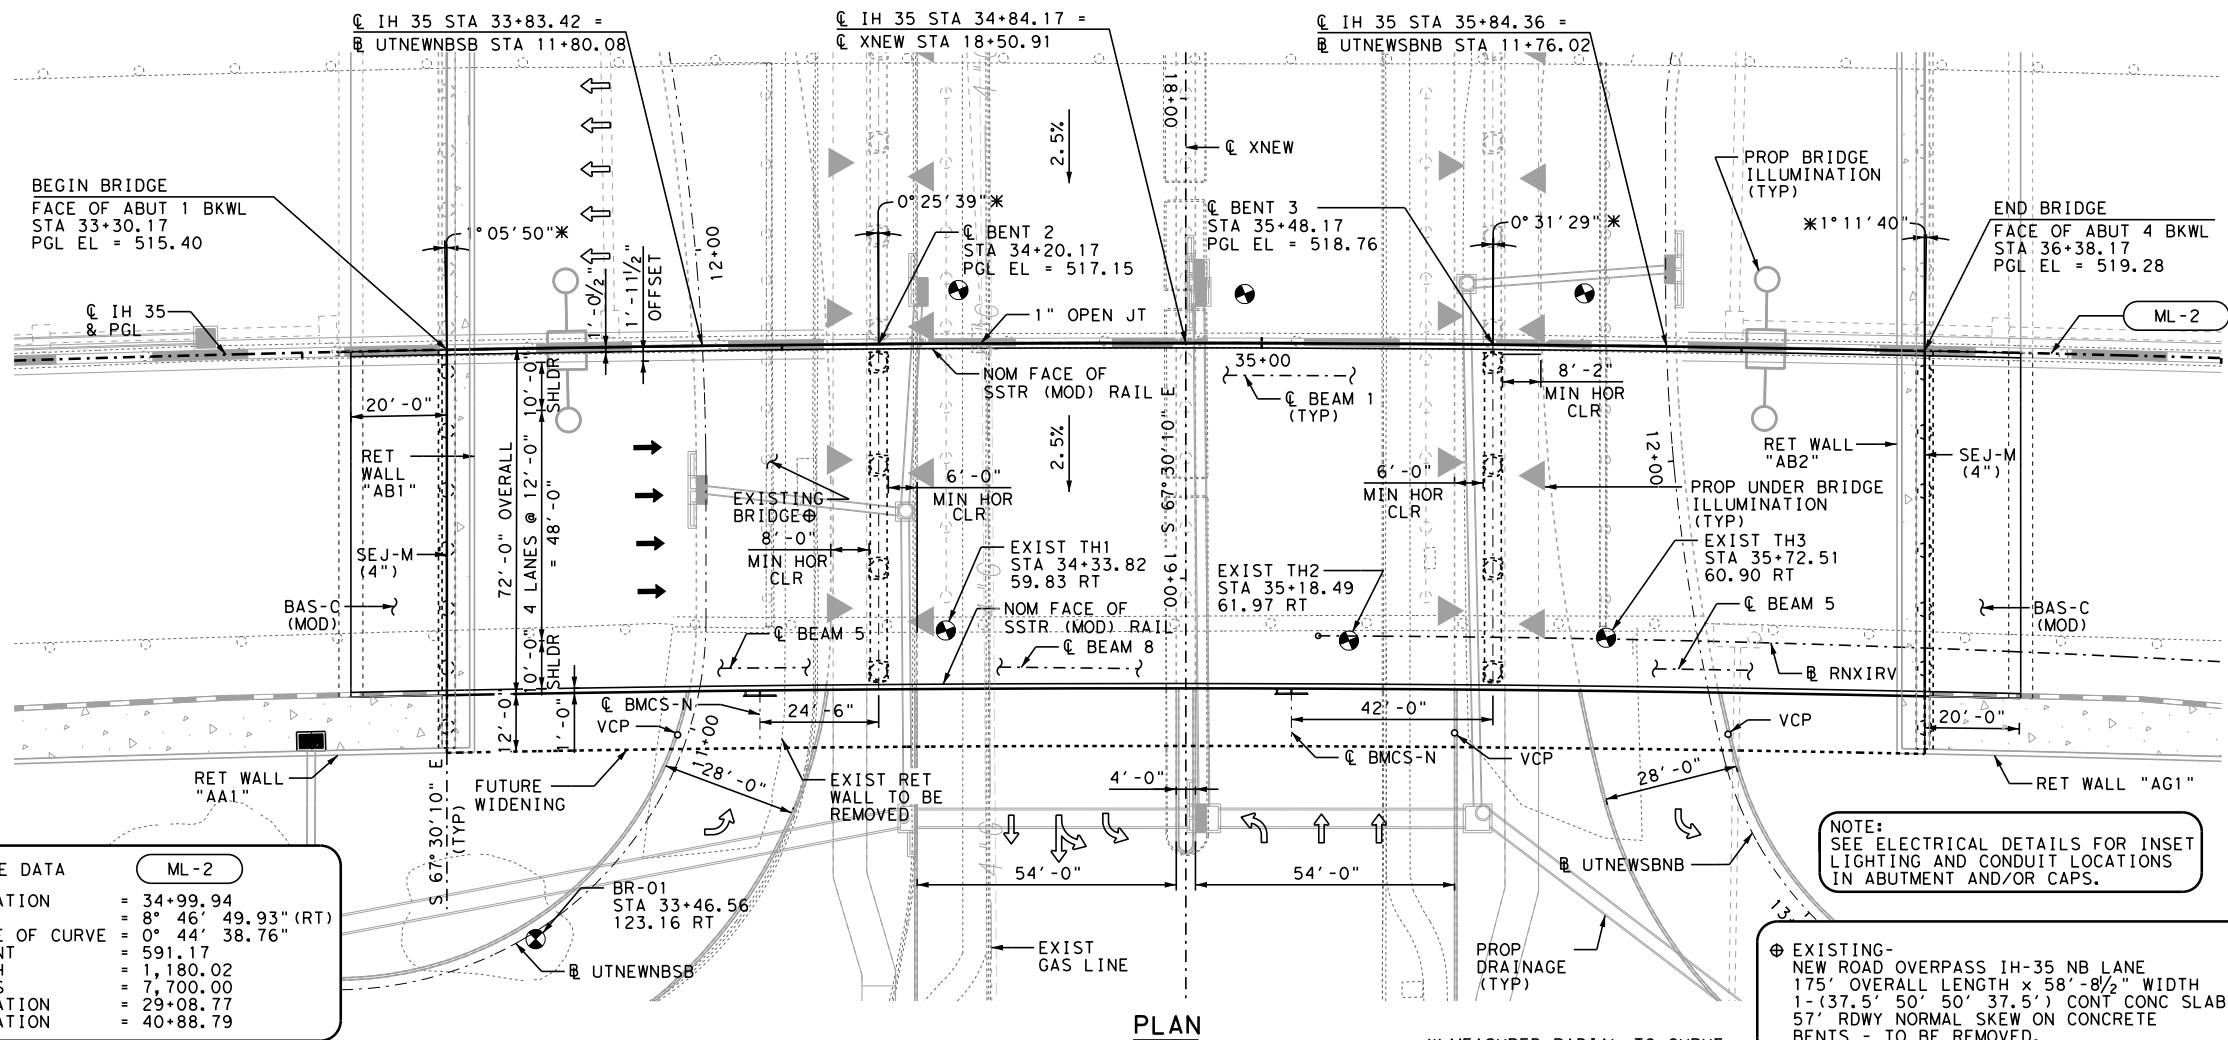 ℄ IH 35 STA 33+83.42 =
ⷮ UTNEWNBSB STA 11+80.08
℄ IH 35 STA 34+84.17 =
℄ XNEW STA 18+50.91
℄ IH 35 STA 35+84.36 =
UTNEWSBNB STA 11+76.02
BEGIN BRIDGE
FACE OF ABUT 1 BKWL
STA 33+30.17
PGL EL = 515.40
1°05'50"*
12+00
1'-0½"
1'-11½"
OFFSET
0°25'39"*
℄ BENT 2
STA 34+20.17
PGL EL = 517.15
2.5%
18+00
℄ XNEW
℄ BENT 3
STA 35+48.17
PGL EL = 518.76
0°31'29"*
PROP BRIDGE
ILLUMINATION
(TYP)
*1°11'40"
END BRIDGE
FACE OF ABUT 4 BKWL
STA 36+38.17
PGL EL = 519.28
℄ IH 35
& PGL
1" OPEN JT
ML-2
NOM FACE OF
SSTR (MOD) RAIL
35+00
℄ BEAM 1
(TYP)
8'-2"
MIN HOR
CLR
20'-0"
10'-0"
SHLDR
RET
WALL
"AB1"
72'-0" OVERALL
4 LANES @ 12'-0"
= 48'-0"
2.5%
S 67°30'10" E
EXISTING
BRIDGE⊕
6'-0"
MIN HOR
CLR
6'-0"
MIN HOR
CLR
12+00
RET WALL
"AB2"
SEJ-M
(4")
PROP UNDER BRIDGE
ILLUMINATION
(TYP)
SEJ-M
(4")
8'-0"
MIN HOR
CLR
EXIST TH1
STA 34+33.82
59.83 RT
EXIST TH2
STA 35+18.49
61.97 RT
EXIST TH3
STA 35+72.51
60.90 RT
19+00
BAS-C
(MOD)
NOM FACE OF
SSTR (MOD) RAIL
℄ BEAM 5
℄ BEAM 5
℄ BEAM 8
BAS-C
(MOD)
10'-0"
SHLDR
RNXIRV
℄ BMCS-N
24'-6"
42'-0"
VCP
12'-0"
1'-0"
11+00
℄ BMCS-N
VCP
VCP
20'-0"
RET WALL
"AA1"
S 67°30'10" E
(TYP)
FUTURE
WIDENING
28'-0"
EXIST RET
WALL TO BE
REMOVED
4'-0"
28'-0"
RET WALL "AG1"
NOTE:
SEE ELECTRICAL DETAILS FOR INSET
LIGHTING AND CONDUIT LOCATIONS
IN ABUTMENT AND/OR CAPS.
54'-0"
54'-0"
UTNEWSBNB
E DATA
ML-2
ATION = 34+99.94
= 8° 46' 49.93"(RT)
E OF CURVE = 0° 44' 38.76"
NT = 591.17
H = 1,180.02
S = 7,700.00
ATION = 29+08.77
ATION = 40+88.79
BR-01
STA 33+46.56
123.16 RT
UTNEWNBSB
EXIST
GAS LINE
PROP
DRAINAGE
(TYP)
⊕ EXISTING-
NEW ROAD OVERPASS IH-35 NB LANE
175' OVERALL LENGTH x 58'-8½" WIDTH
1-(37.5' 50' 50' 37.5') CONT CONC SLAB
57' RDWY NORMAL SKEW ON CONCRETE
BENTS - TO BE REMOVED.
PLAN